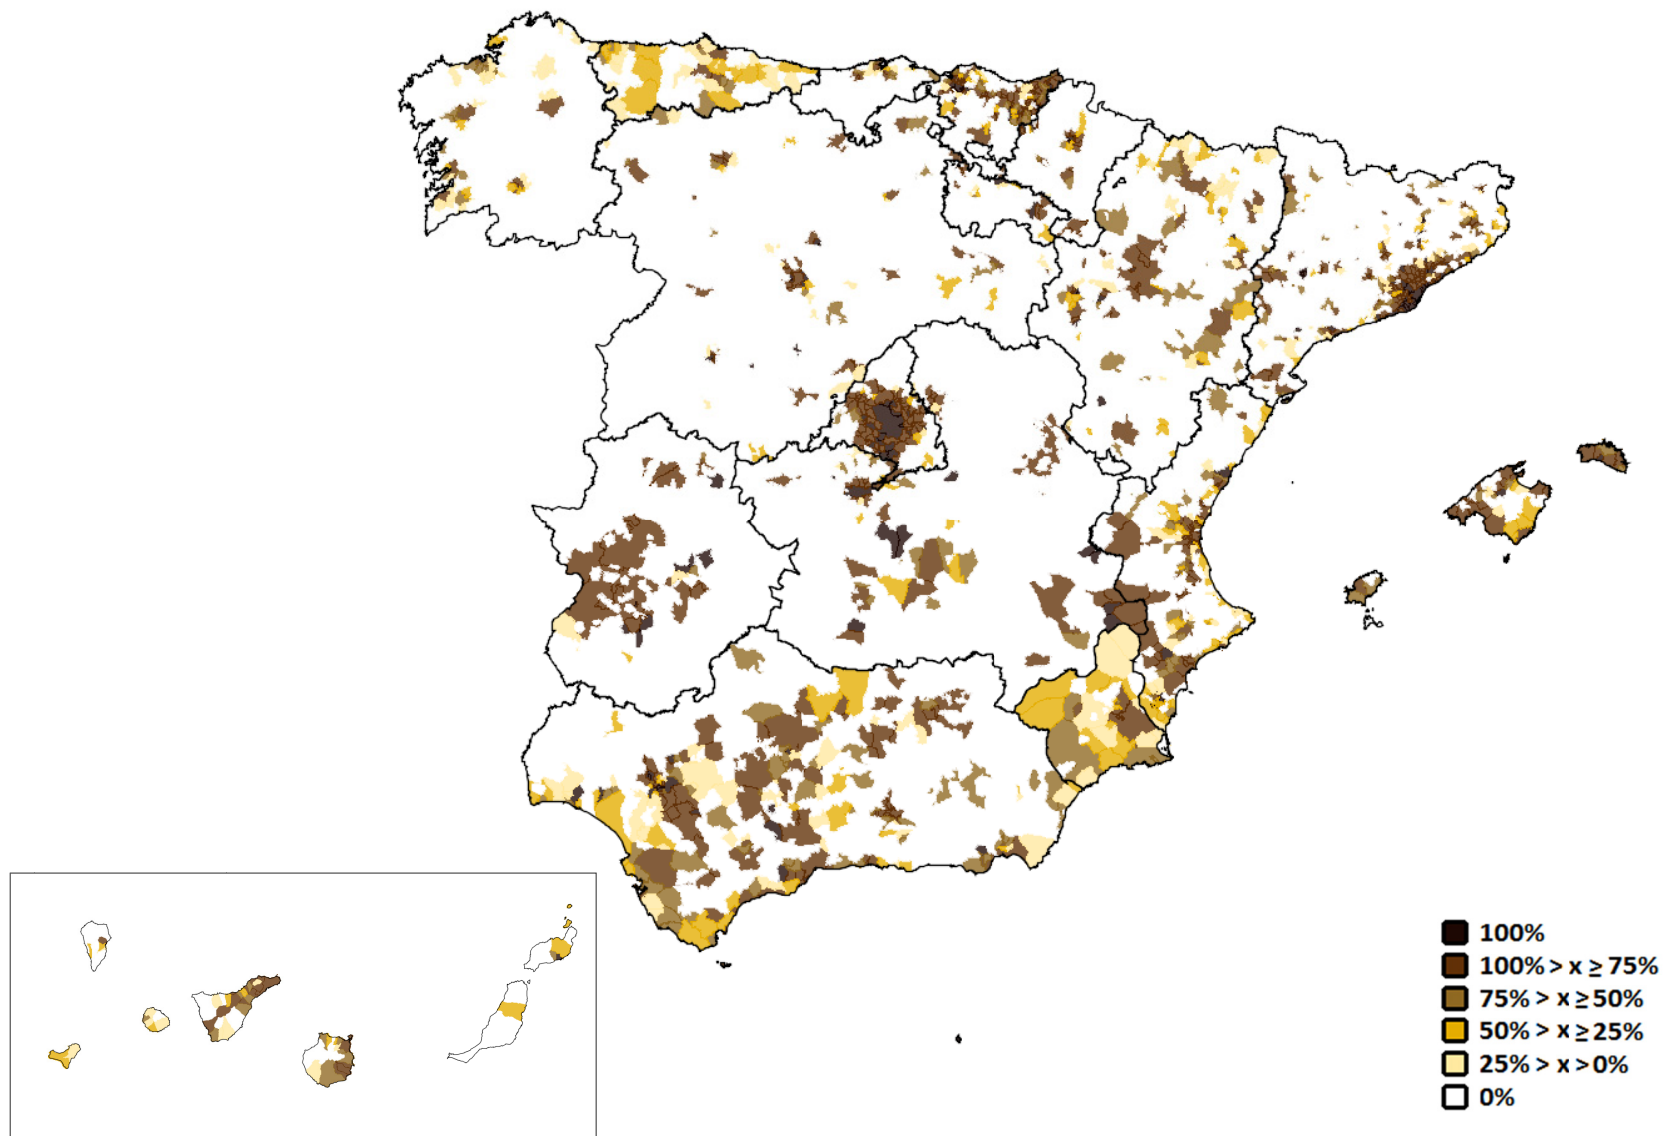 100%
100% > x ≥ 75%
75% > x ≥ 50%
50% > x ≥ 25%
25% > x > 0%
0%